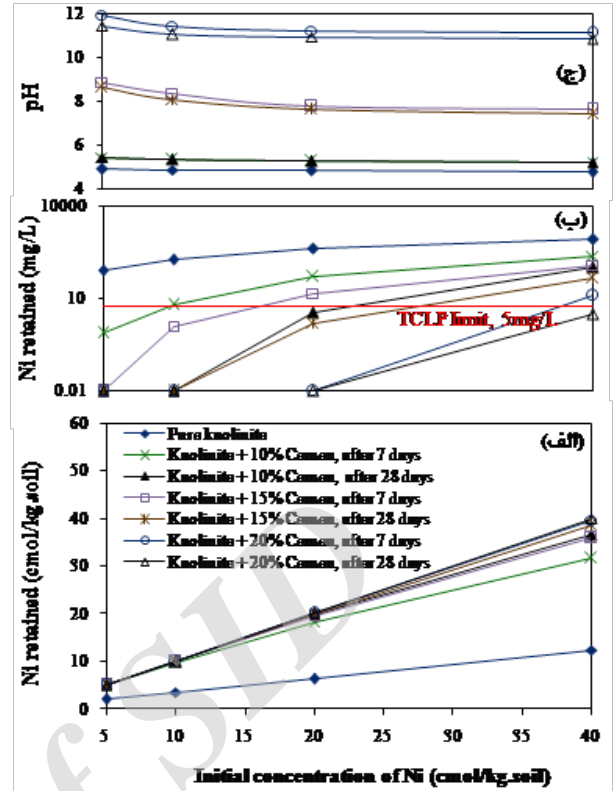 12
10
8
6
4
pH
(ج)
10000
10
0.01
Ni retained (mg/L)
(ب)
TCLP limit, 5mg/L
60
50
40
30
20
10
0
Ni retained (cmol/kg.soil)
(الف)
Pure kaolinite
Kaolinite + 10% Cemen, after 7 days
Kaolinite + 10% Cemen, after 28 days
Kaolinite + 15% Cemen, after 7 days
Kaolinite + 15% Cemen, after 28 days
Kaolinite + 20% Cemen, after 7 days
Kaolinite + 20% Cemen, after 28 days
5 10 15 20 25 30 35 40
Initial concentration of Ni (cmol/kg.soil)
f SID